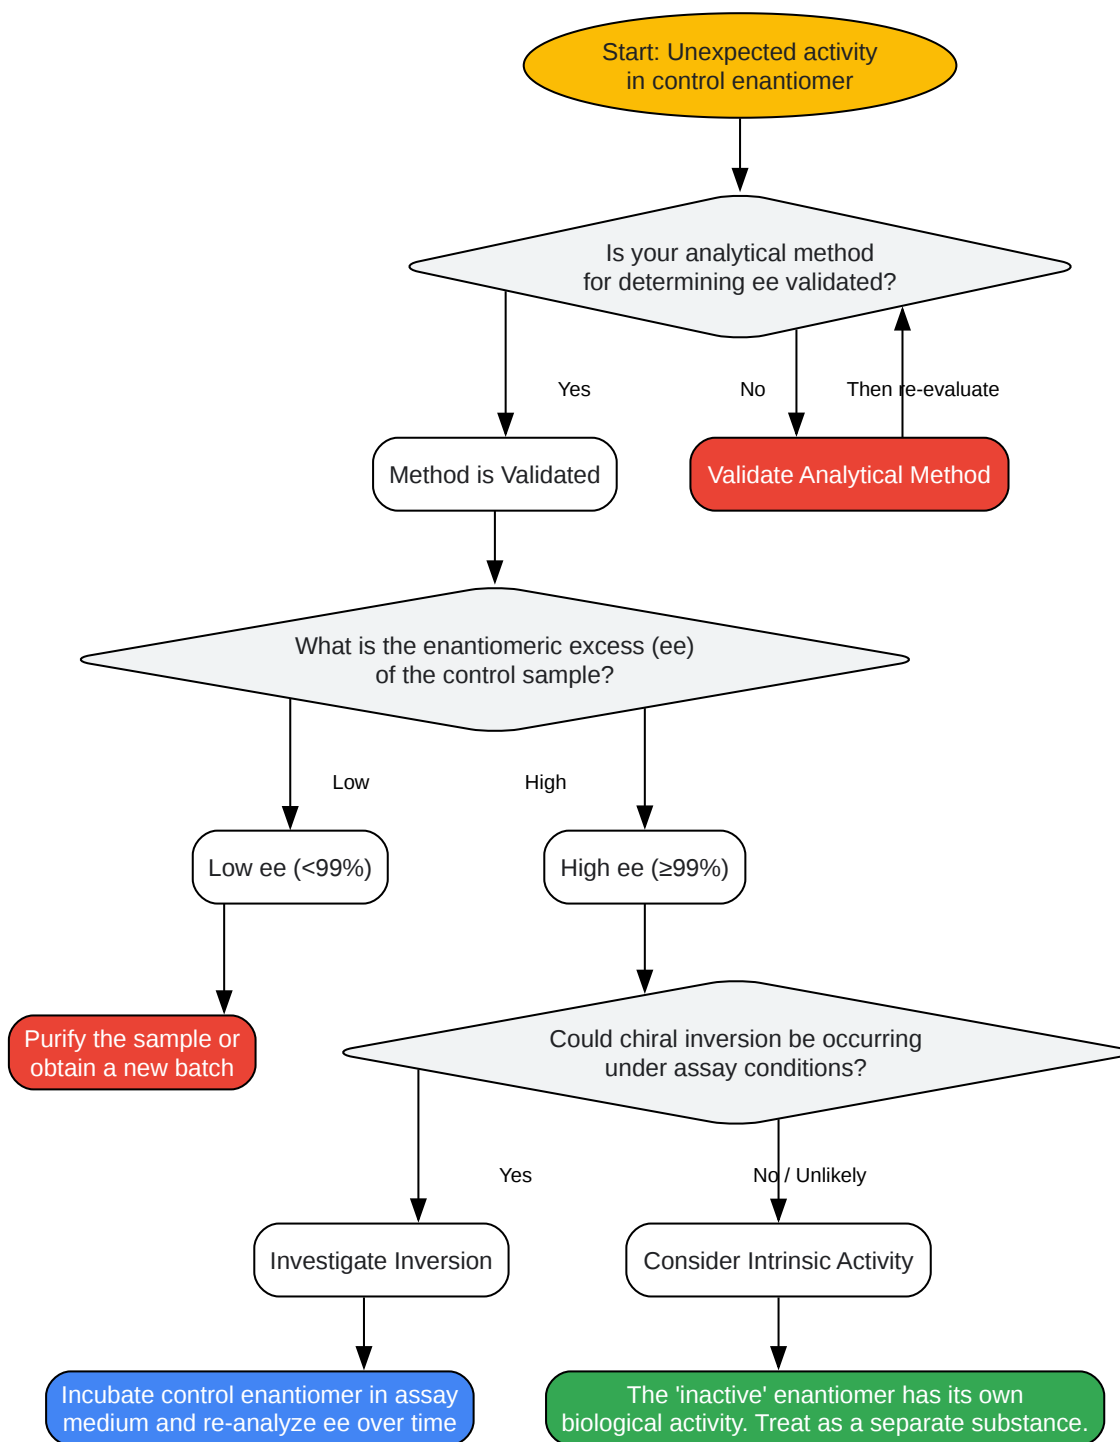 Start: Unexpected activity
in control enantiomer
Is your analytical method
for determining ee validated?
Yes
No
Then re-evaluate
Method is Validated
Validate Analytical Method
What is the enantiomeric excess (ee)
of the control sample?
Low
High
Low ee (<99%)
High ee (≥99%)
Purify the sample or
obtain a new batch
Could chiral inversion be occurring
under assay conditions?
Yes
No / Unlikely
Investigate Inversion
Consider Intrinsic Activity
Incubate control enantiomer in assay
medium and re-analyze ee over time
The 'inactive' enantiomer has its own
biological activity. Treat as a separate substance.